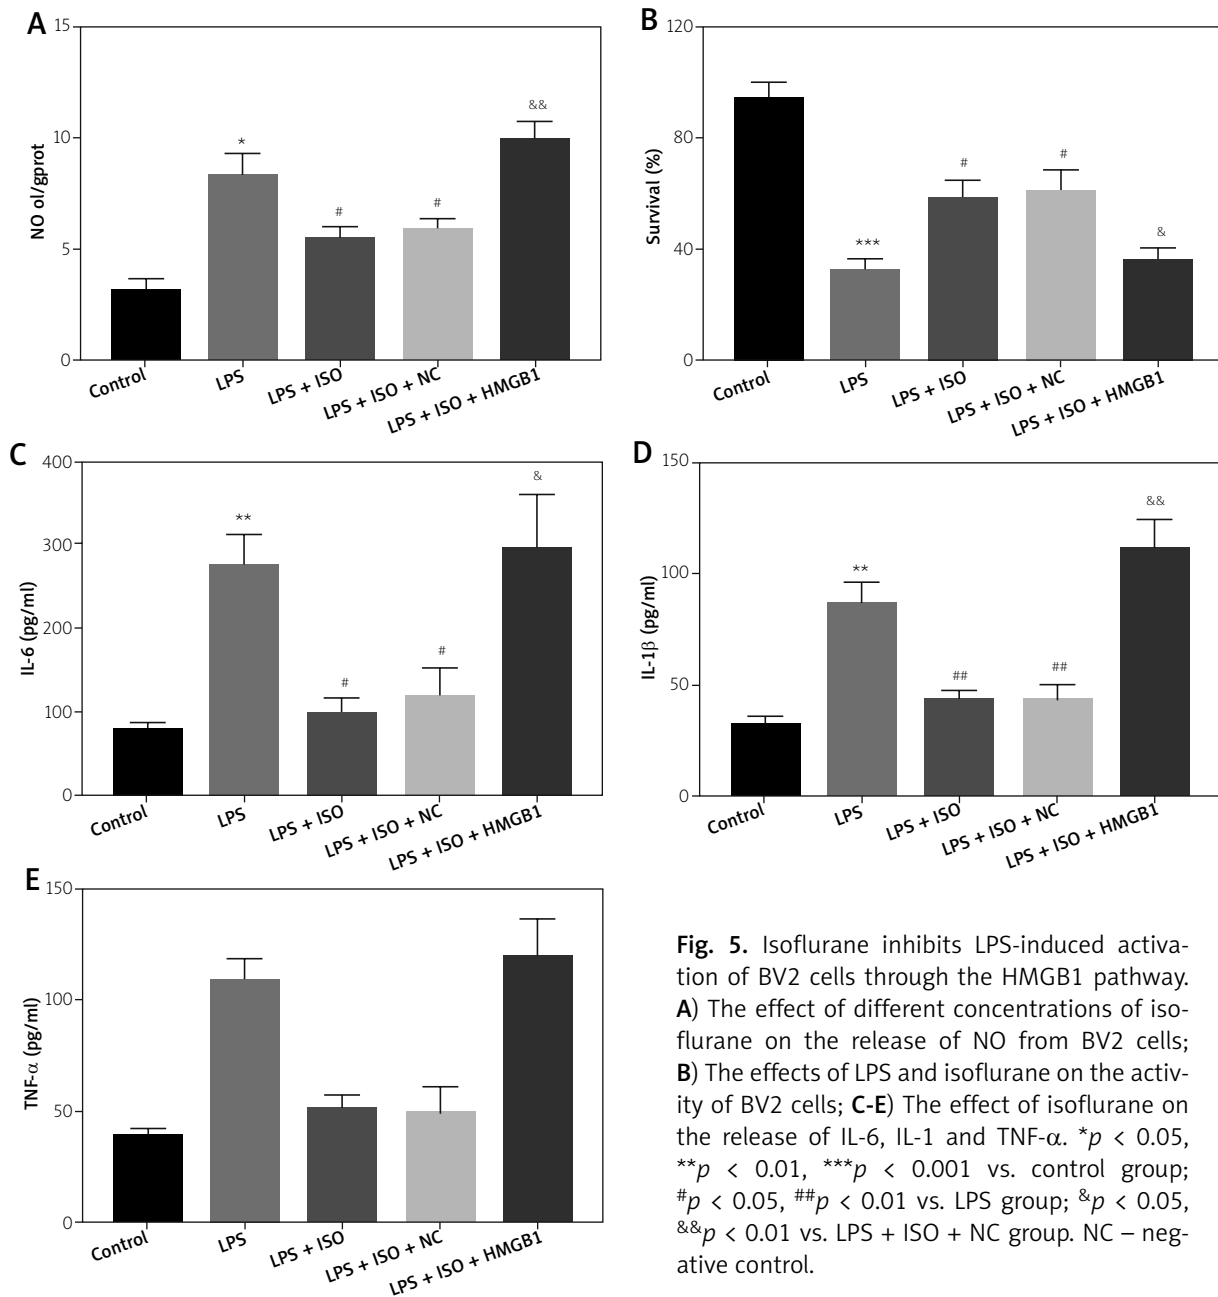 A
15
10
5
0
NO ol/gprot
*
#
#
&&
Control
LPS
LPS + ISO
LPS + ISO + NC
LPS + ISO + HMGB1
B
120
80
40
0
Survival (%)
***
#
#
&
Control
LPS
LPS + ISO
LPS + ISO + NC
LPS + ISO + HMGB1
C
400
300
200
100
0
IL-6 (pg/ml)
**
#
#
&
Control
LPS
LPS + ISO
LPS + ISO + NC
LPS + ISO + HMGB1
D
150
100
50
0
IL-1β (pg/ml)
**
##
##
&&
Control
LPS
LPS + ISO
LPS + ISO + NC
LPS + ISO + HMGB1
E
150
100
50
0
TNF-α (pg/ml)
Control
LPS
LPS + ISO
LPS + ISO + NC
LPS + ISO + HMGB1
Fig. 5. Isoflurane inhibits LPS-induced activa-
tion of BV2 cells through the HMGB1 pathway.
A) The effect of different concentrations of iso-
flurane on the release of NO from BV2 cells;
B) The effects of LPS and isoflurane on the activ-
ity of BV2 cells; C-E) The effect of isoflurane on
the release of IL-6, IL-1 and TNF-α. *p < 0.05,
**p < 0.01, ***p < 0.001 vs. control group;
#p < 0.05, ##p < 0.01 vs. LPS group; &p < 0.05,
&&p < 0.01 vs. LPS + ISO + NC group. NC – neg-
ative control.